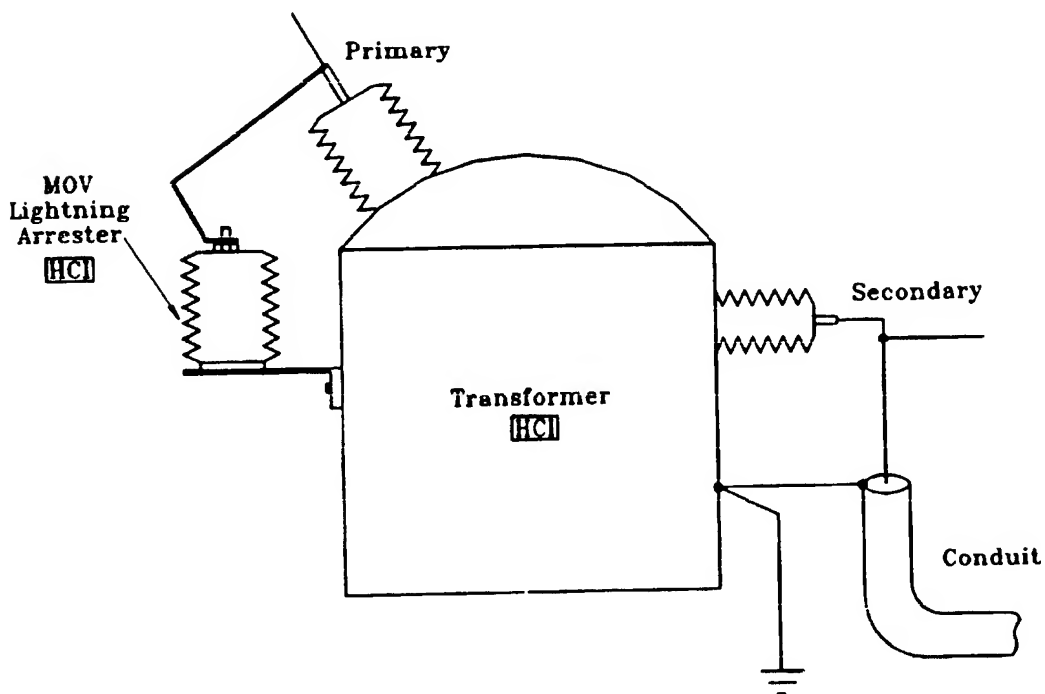 Primary
MOV
Lightning
Arrester
HCI
Secondary
Transformer
HCI
Conduit